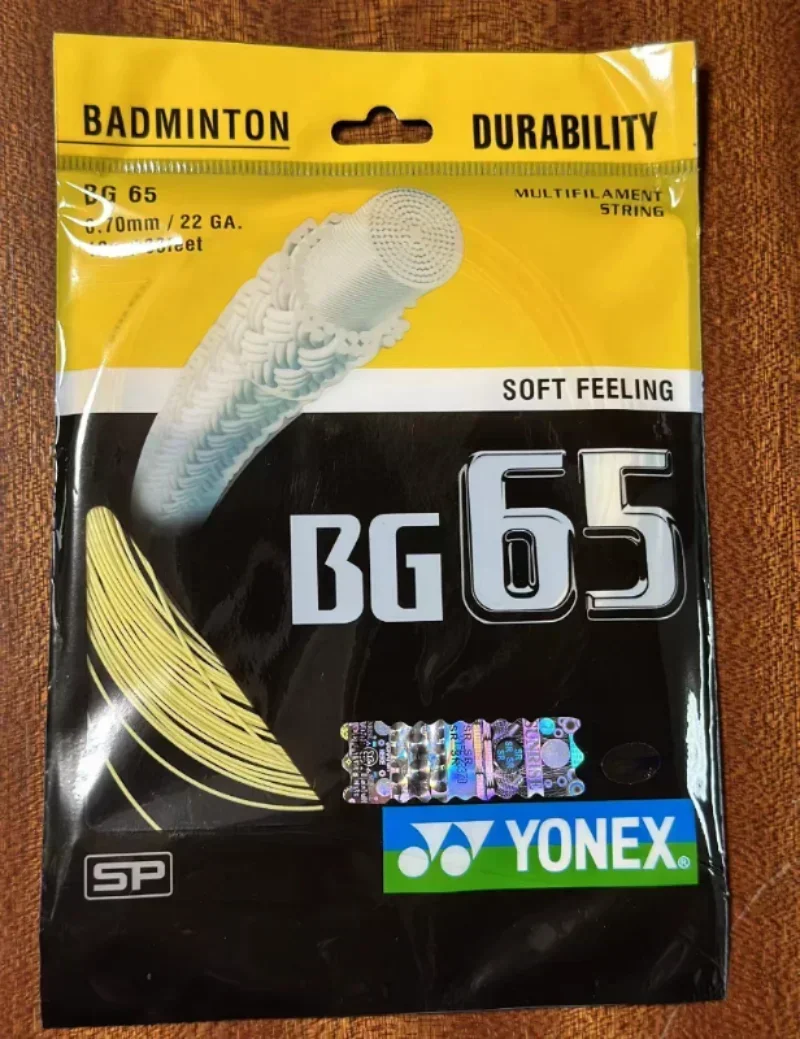 BADMINTON
DURABILITY
BG 65
0.70mm / 22 GA.
MULTIFILAMENT
STRING
SOFT FEELING
BG 65
SP
YONEX®